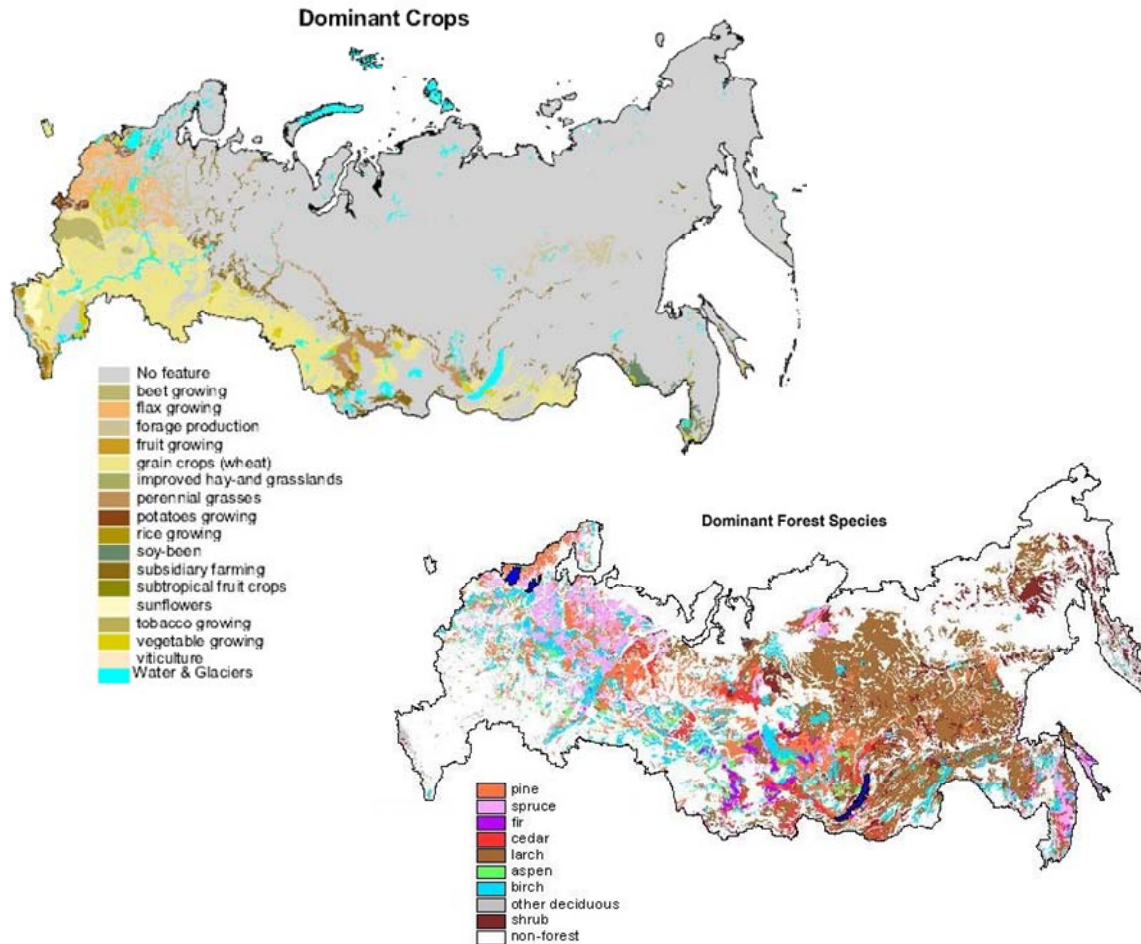 Dominant Crops
No feature
beet growing
flax growing
forage production
fruit growing
grain crops (wheat)
improved hay-and grasslands
perennial grasses
potatoes growing
rice growing
soy-been
subsidiary farming
subtropical fruit crops
sunflowers
tobacco growing
vegetable growing
viticulture
Water & Glaciers
Dominant Forest Species
pine
spruce
fir
cedar
larch
aspen
birch
other deciduous
shrub
non-forest